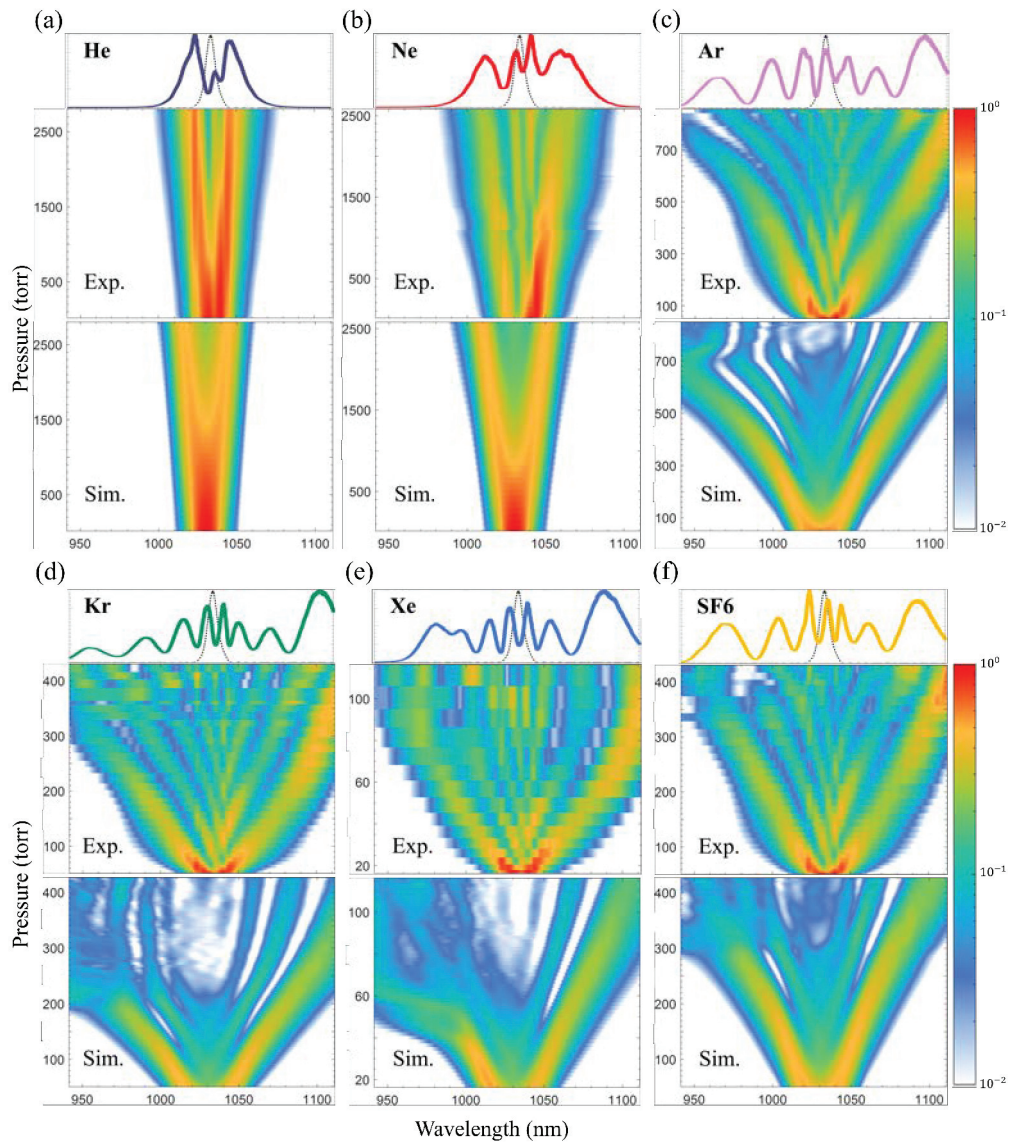 (a) (b) (c)
He Ne Ar
10⁰
2500 2500 700
1500 1500 500
10⁻¹
500 500 300
100
Exp. Exp. Exp.
Pressure (torr)
2500 2500 700
1500 1500 500
300
500 500 100
Sim. Sim. Sim.
10⁻²
950 1000 1050 1100 950 1000 1050 1100 950 1000 1050 1100
(d) (e) (f)
Kr Xe SF6
10⁰
400 100 400
300 300
200 60 200
100 20 100
Exp. Exp. Exp.
10⁻¹
Pressure (torr)
400 100 400
300 300
200 60 200
100 20 100
Sim. Sim. Sim.
10⁻²
950 1000 1050 1100 950 1000 1050 1100 950 1000 1050 1100
Wavelength (nm)